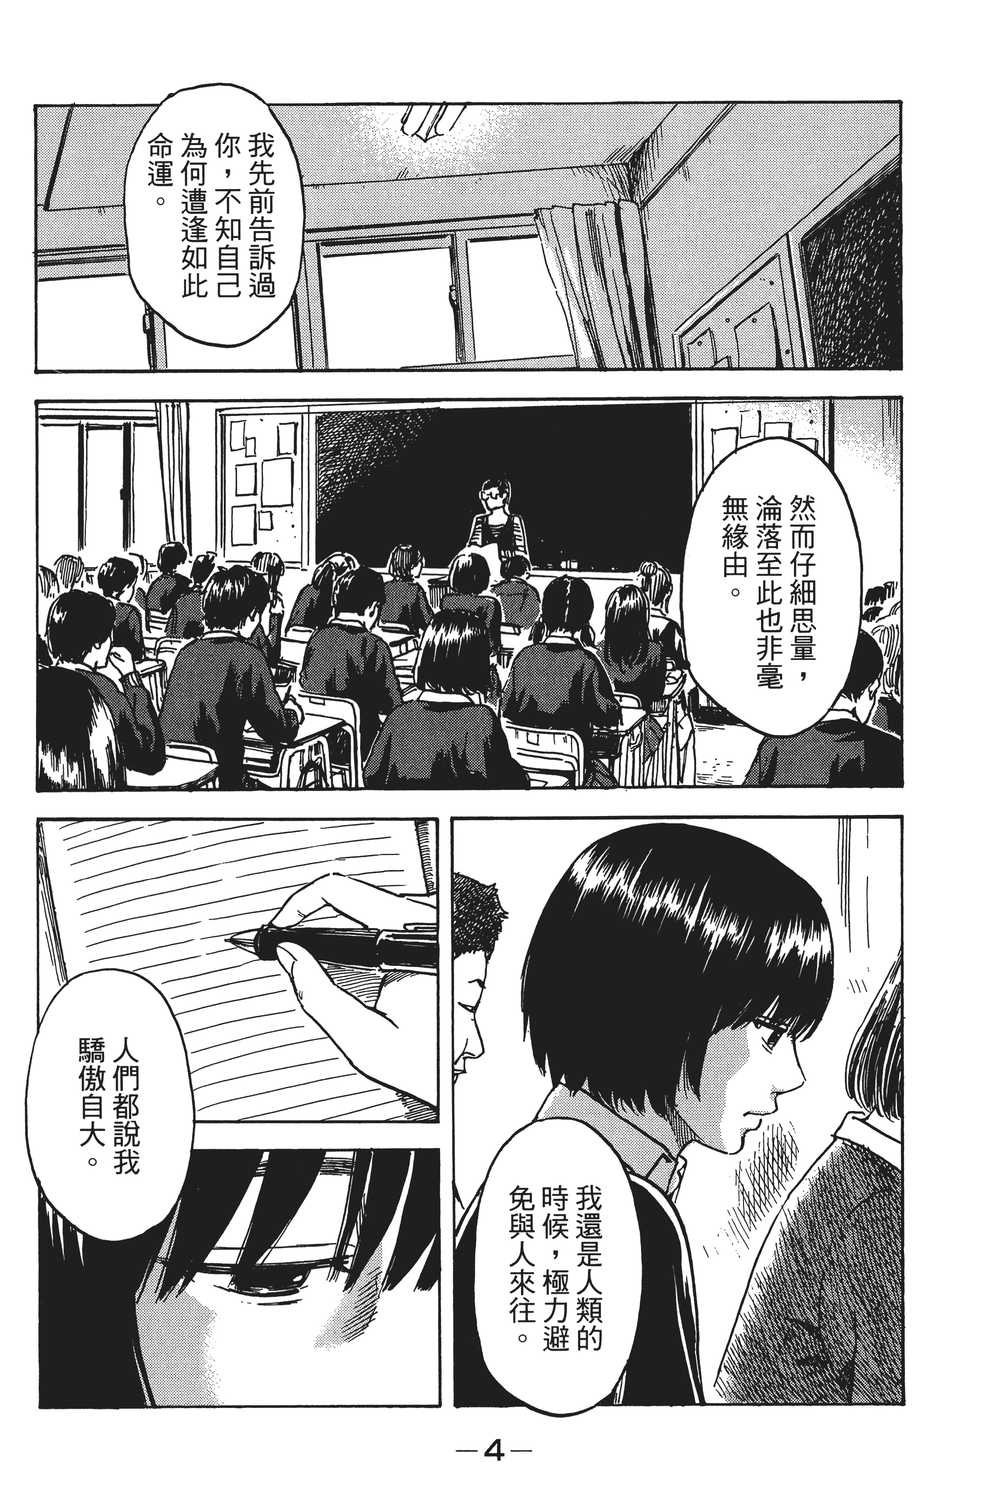 我先前告訴過
你，不知自己
為何遭逢如此
命運。
然而仔細思量，
淪落至此也非毫
無緣由。
我還是人類的
時候，極力避
免與人來往。
人們都說我
驕傲自大。
—4—